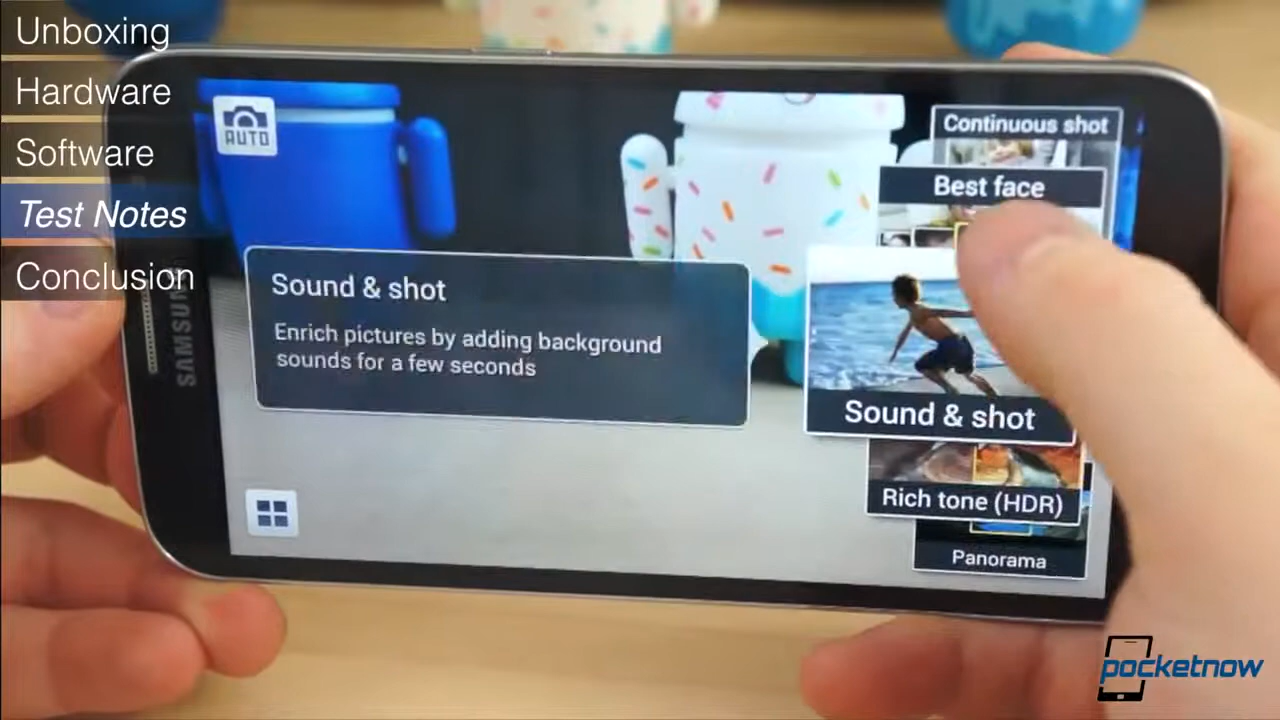 Unboxing
Hardware
Software
Test Notes
Conclusion
AUTO
SAMSUNG
Sound & shot
Enrich pictures by adding background
sounds for a few seconds
Continuous shot
Best face
Sound & shot
Rich tone (HDR)
Panorama
pocketnow